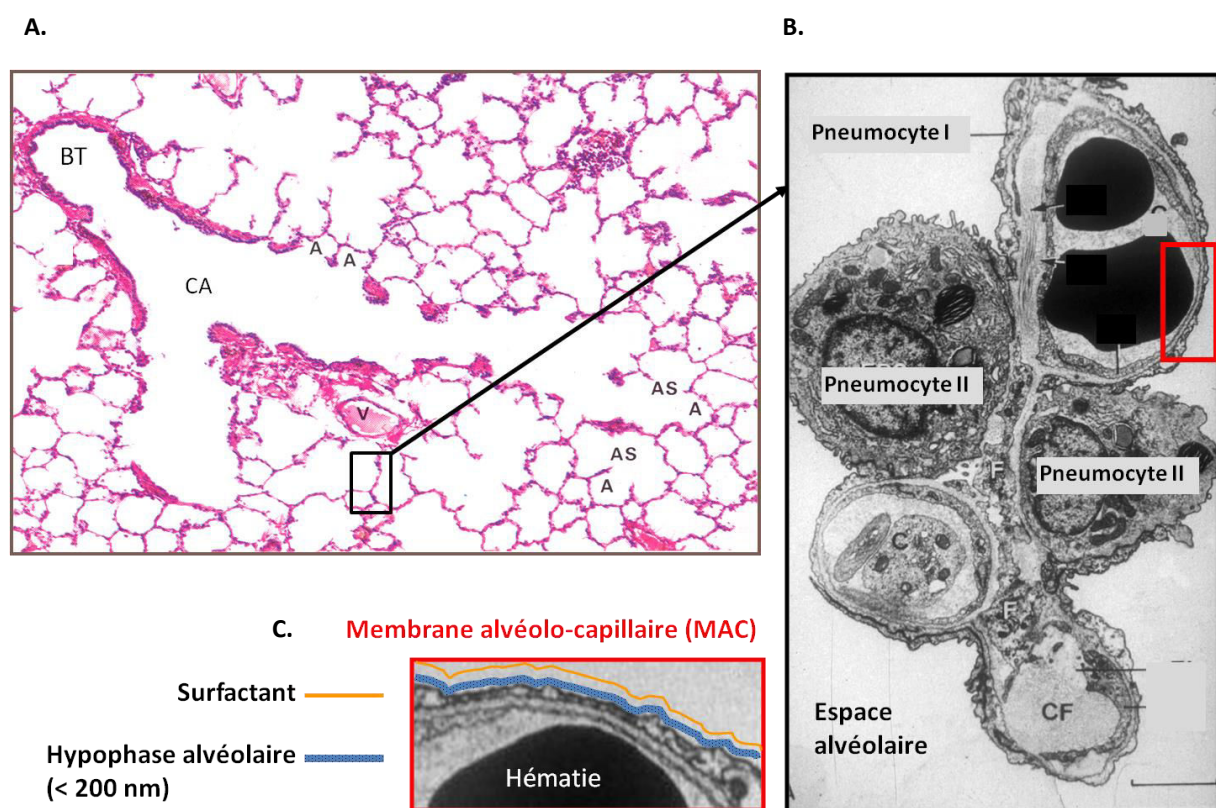 A.
B.
BT
CA
A
A
AS
A
AS
A
V
Pneumocyte I
Pneumocyte II
Pneumocyte II
F
C
F
CF
Espace
alvéolaire
C.
Membrane alvéolo-capillaire (MAC)
Surfactant
Hypophase alvéolaire
(< 200 nm)
Hématie